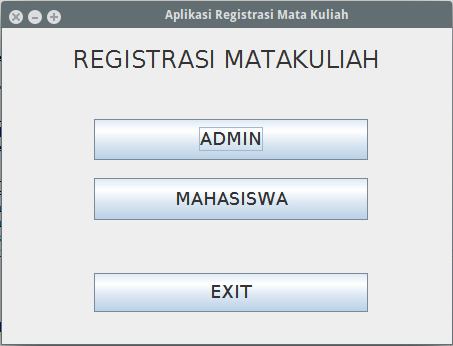 Aplikasi Registrasi Mata Kuliah
REGISTRASI MATAKULIAH
ADMIN
MAHASISWA
EXIT